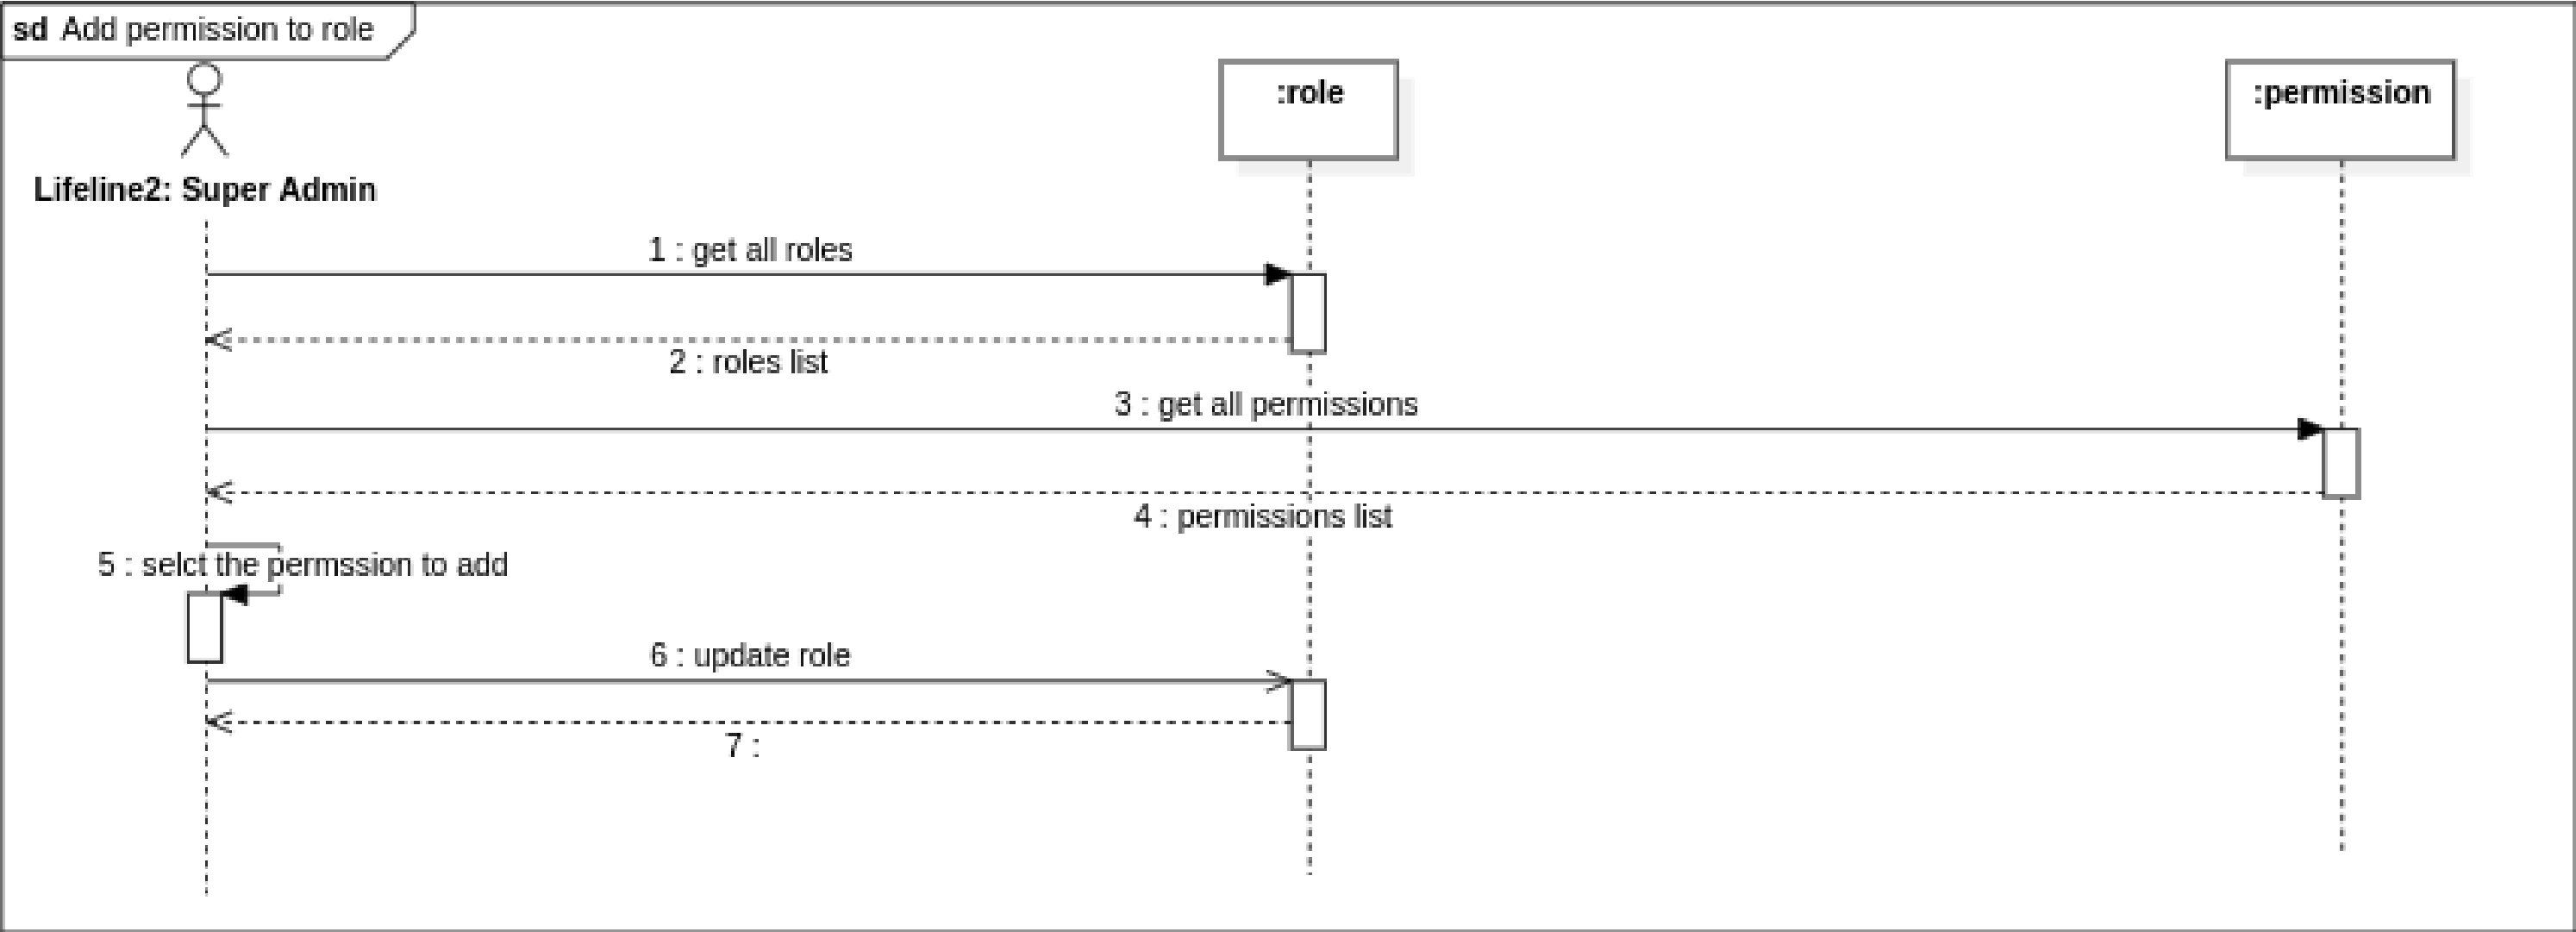 sd Add permission to role
:role
:permission
Lifeline2: Super Admin
1 : get all roles
2 : roles list
3 : get all permissions
4 : permissions list
5 : selct the permssion to add
6 : update role
7 :